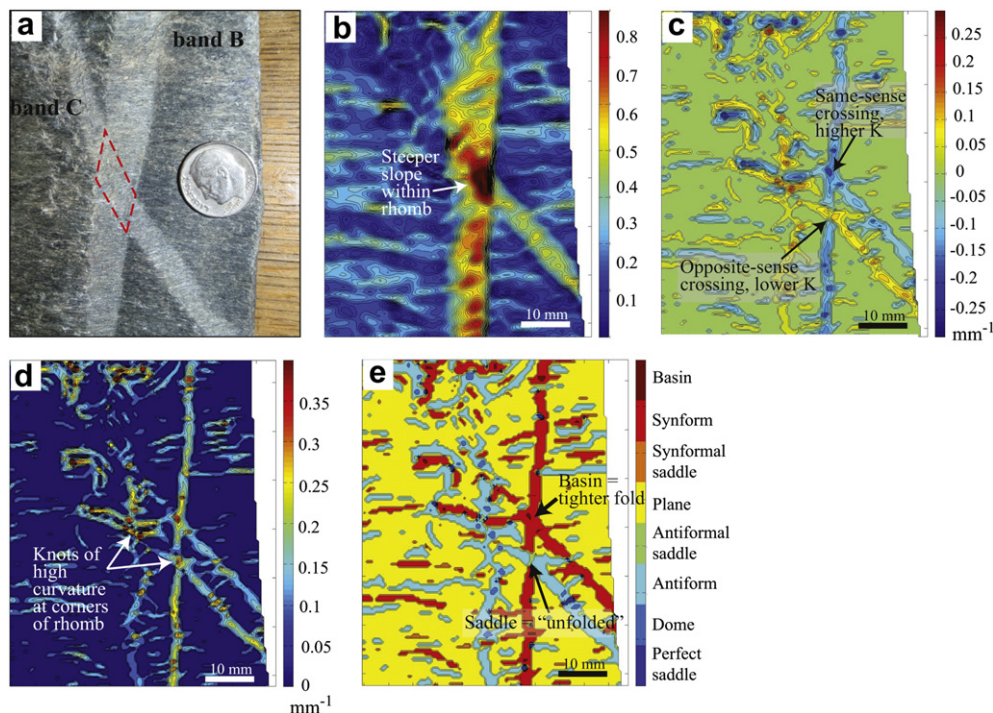 a
band B
band C
b
Steeper
slope
within
rhomb
10 mm
0.8
0.7
0.6
0.5
0.4
0.3
0.2
0.1
c
Same-sense
crossing,
higher K
Opposite-sense
crossing, lower K
10 mm
0.25
0.2
0.15
0.1
0.05
0
-0.05
-0.1
-0.15
-0.2
-0.25
mm⁻¹
d
Knots of
high
curvature
at corners
of rhomb
10 mm
0.35
0.3
0.25
0.2
0.15
0.1
0.05
0
mm⁻¹
e
Basin =
tighter fold
Saddle = “unfolded”
10 mm
Basin
Synform
Synformal
saddle
Plane
Antiformal
saddle
Antiform
Dome
Perfect
saddle